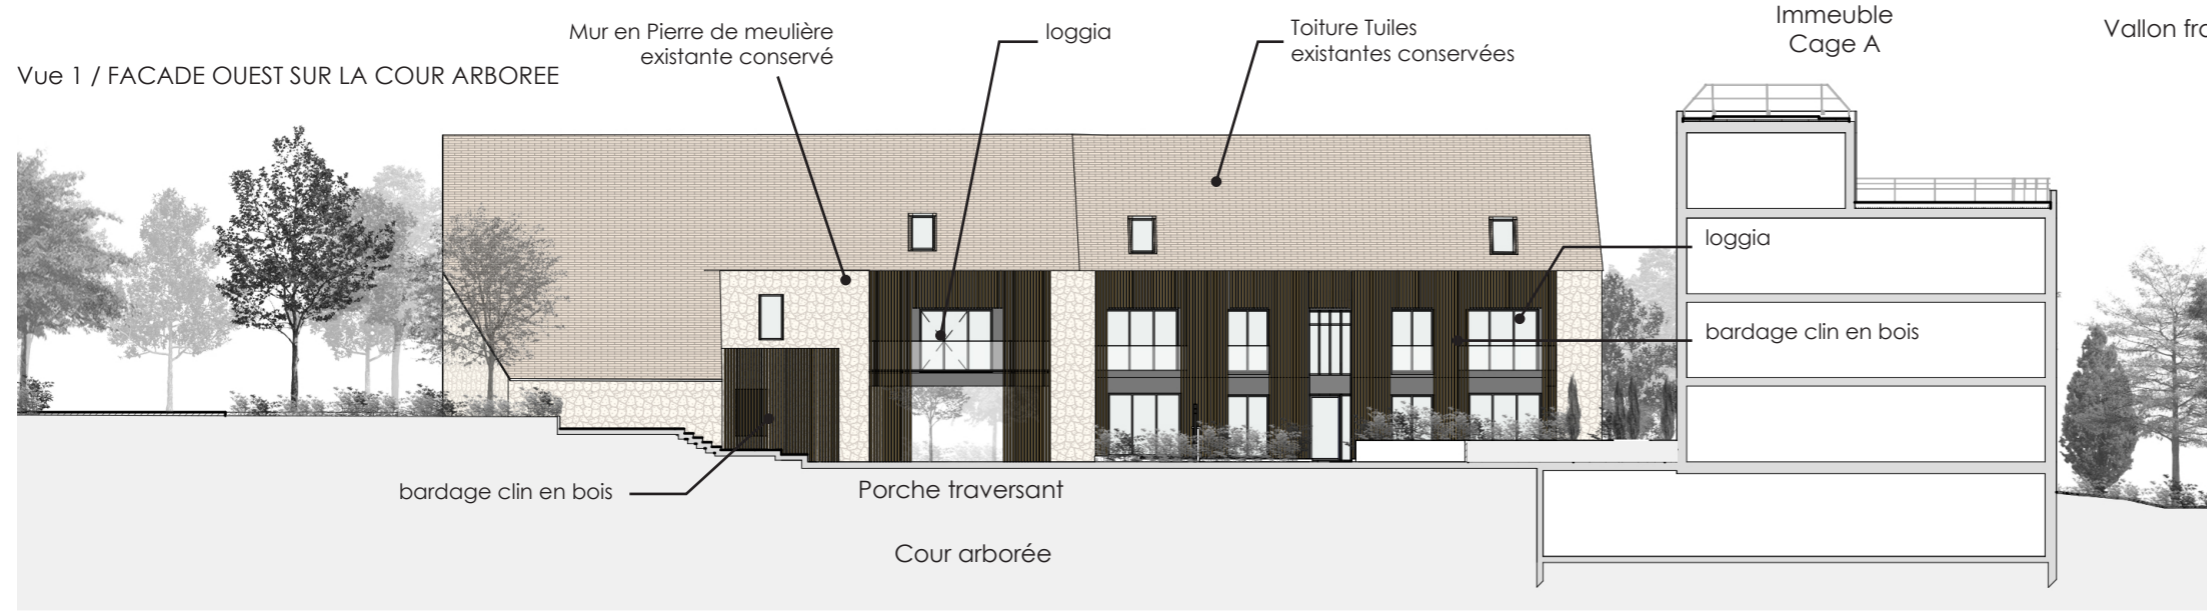 Vue 1 / FACADE OUEST SUR LA COUR ARBOREE
Mur en Pierre de meulière
existante conservé
loggia
Toiture Tuiles
existantes conservées
Immeuble
Cage A
Vallon
loggia
bardage clin en bois
bardage clin en bois
Porche traversant
Cour arborée